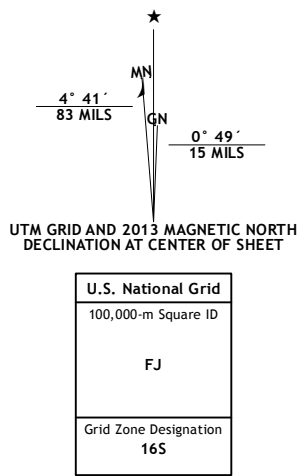 MN
4° 41´
83 MILS
GN
0° 49´
15 MILS
UTM GRID AND 2013 MAGNETIC NORTH
DECLINATION AT CENTER OF SHEET
U.S. National Grid
100,000-m Square ID
FJ
Grid Zone Designation
16S